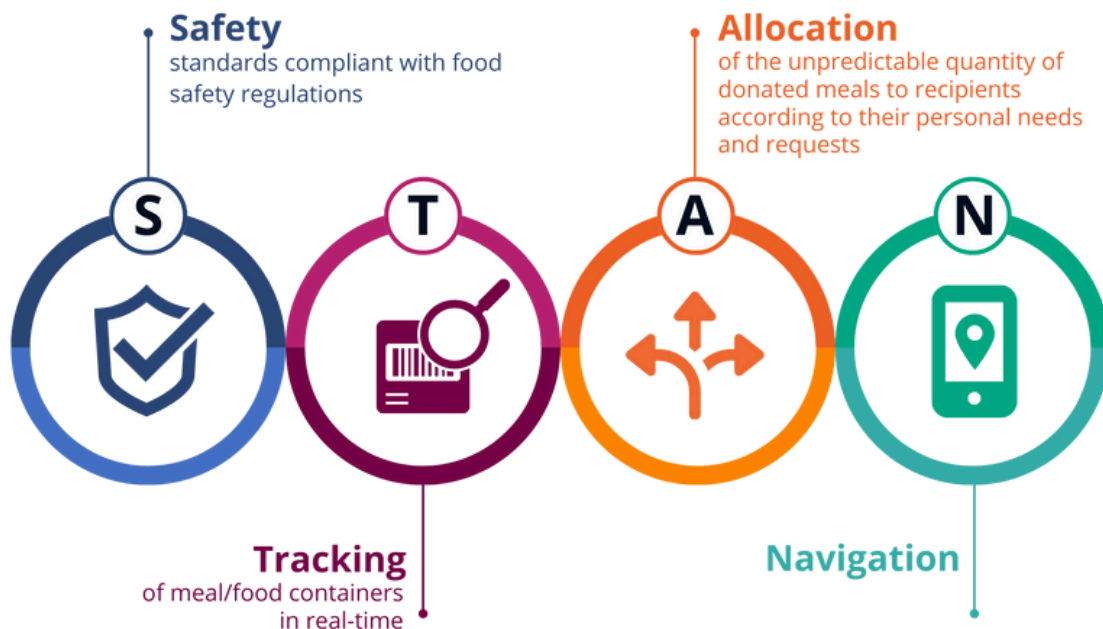 Safety
standards compliant with food
safety regulations
Allocation
of the unpredictable quantity of
donated meals to recipients
according to their personal needs
and requests
S
T
A
N
Tracking
of meal/food containers
in real-time
Navigation